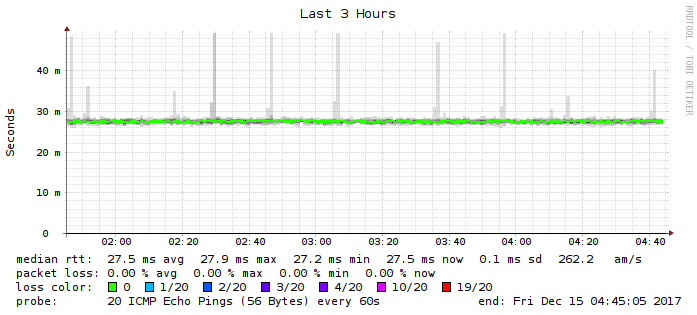 Last 3 Hours
RRDTOOL / TOBI OETIKER
Seconds
40 m
30 m
20 m
10 m
0
02:00 02:20 02:40 03:00 03:20 03:40 04:00 04:20 04:40
median rtt: 27.5 ms avg 27.9 ms max 27.2 ms min 27.5 ms now 0.1 ms sd 262.2 am/s
packet loss: 0.00 % avg 0.00 % max 0.00 % min 0.00 % now
loss color: 0 1/20 2/20 3/20 4/20 10/20 19/20
probe: 20 ICMP Echo Pings (56 Bytes) every 60s end: Fri Dec 15 04:45:05 2017